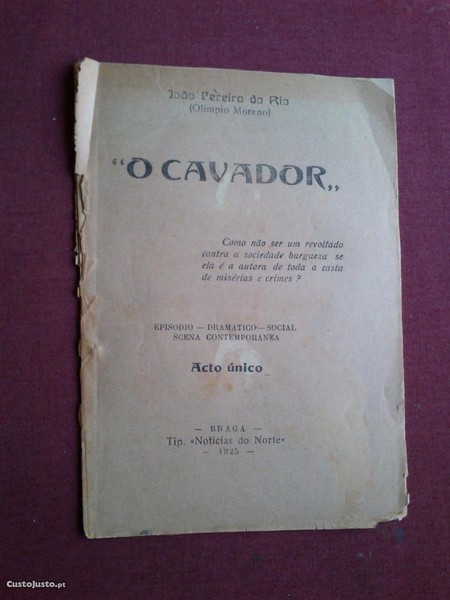 João Pereira do Rio
(Olimpio Moreno)
"O CAVADOR„
Como não ser um revoltado
contra a sociedade burgueza se
ela é a autora de toda a casta
de misérias e crimes ?
EPISODIO — DRAMATICO — SOCIAL
SCENA CONTEMPORANEA
Acto único
— BRAGA —
Tip. «Noticias do Norte»
— 1925 —
CustoJusto.pt